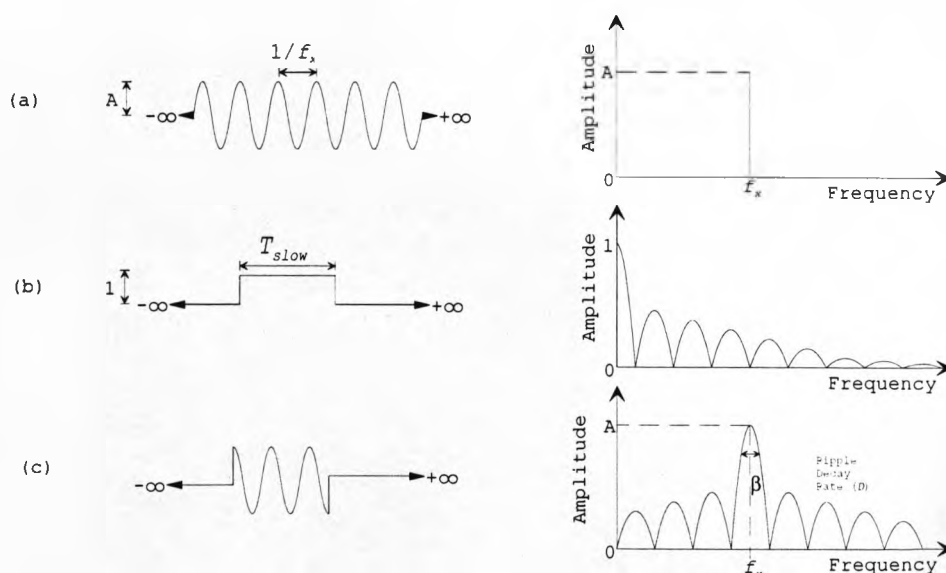 (a)
A
1/fx
-∞
+∞
Amplitude
A
0
fx
Frequency
(b)
1
Tslow
-∞
+∞
Amplitude
1
0
Frequency
(c)
-∞
+∞
Amplitude
A
0
β
Ripple
Decay
Rate (D)
fx
Frequency